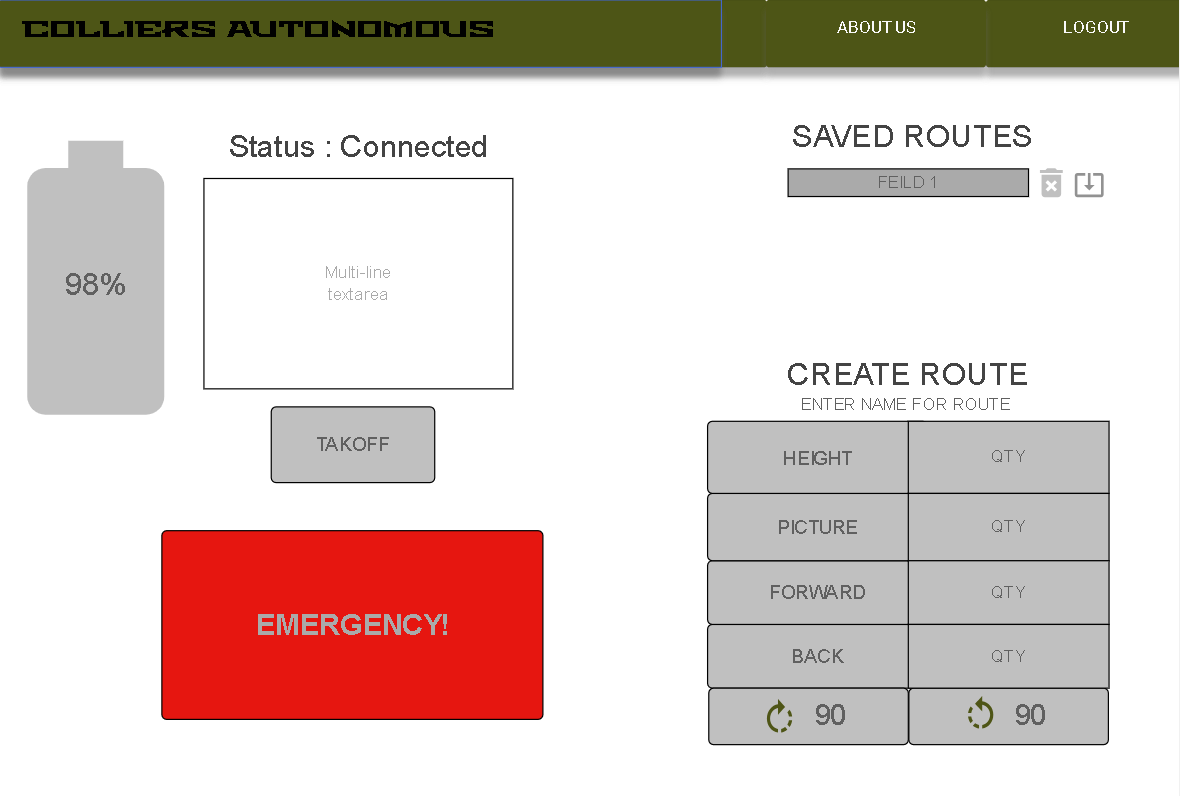 COLLIERS AUTONOMOUS
ABOUT US
LOGOUT
Status : Connected
98%
Multi-line
textarea
TAKOFF
EMERGENCY!
SAVED ROUTES
FEILD 1
CREATE ROUTE
ENTER NAME FOR ROUTE
HEIGHT QTY
PICTURE QTY
FORWARD QTY
BACK QTY
90 90